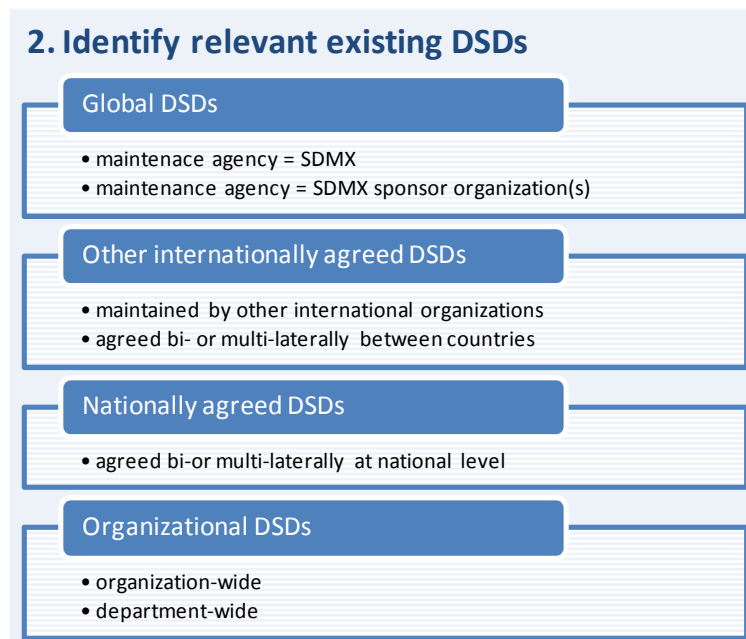 2. Identify relevant existing DSDs
Global DSDs
• maintenace agency = SDMX
• maintenance agency = SDMX sponsor organization(s)
Other internationally agreed DSDs
• maintained by other international organizations
• agreed bi- or multi-laterally between countries
Nationally agreed DSDs
• agreed bi-or multi-laterally at national level
Organizational DSDs
• organization-wide
• department-wide